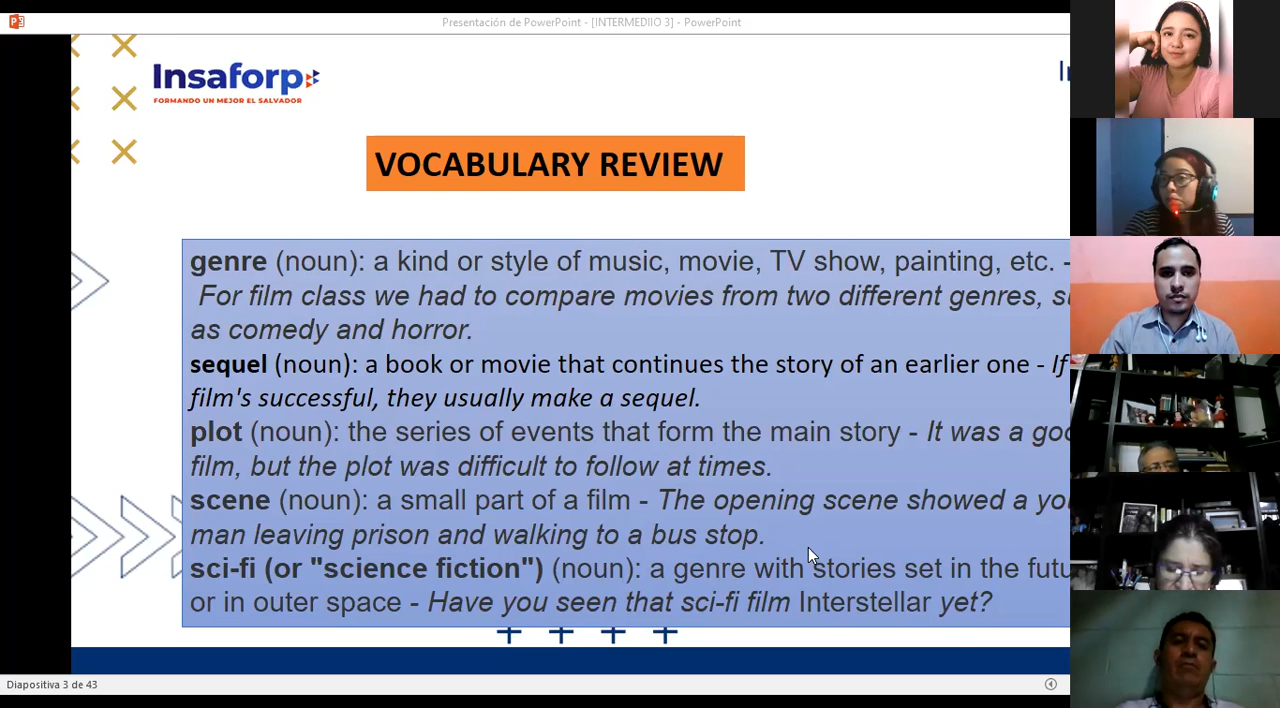 Presentación de PowerPoint - [INTERMEDIIO 3] - PowerPoint
Insaforp
FORMANDO UN MEJOR EL SALVADOR
VOCABULARY REVIEW
genre (noun): a kind or style of music, movie, TV show, painting, etc. -
For film class we had to compare movies from two different genres,
as comedy and horror.
sequel (noun): a book or movie that continues the story of an earlier one - If
film's successful, they usually make a sequel.
plot (noun): the series of events that form the main story - It was a
film, but the plot was difficult to follow at times.
scene (noun): a small part of a film - The opening scene showed a
man leaving prison and walking to a bus stop.
sci-fi (or "science fiction") (noun): a genre with stories set in the
or in outer space - Have you seen that sci-fi film Interstellar yet?
Diapositiva 3 de 43